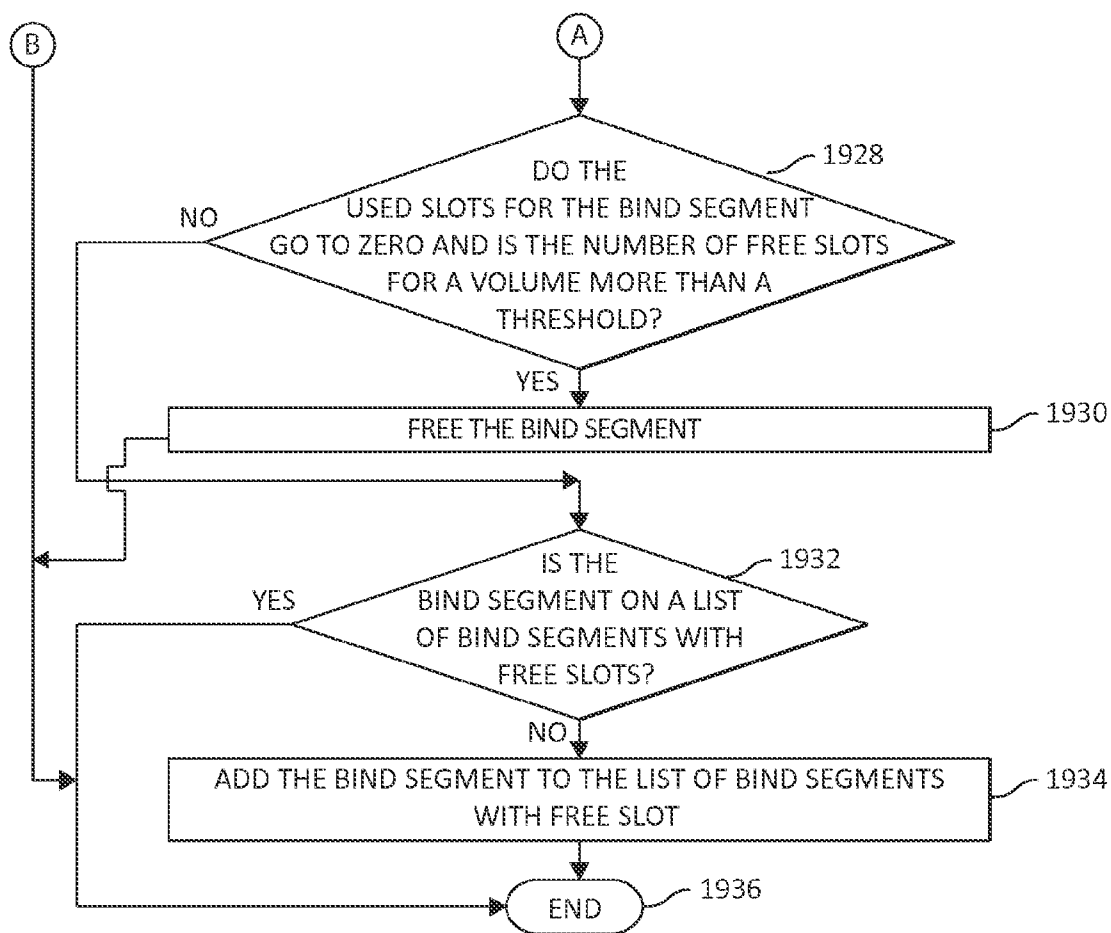 B
A
1928
DO THE
USED SLOTS FOR THE BIND SEGMENT
GO TO ZERO AND IS THE NUMBER OF FREE SLOTS
FOR A VOLUME MORE THAN A
THRESHOLD?
NO
YES
FREE THE BIND SEGMENT
1930
IS THE
BIND SEGMENT ON A LIST
OF BIND SEGMENTS WITH
FREE SLOTS?
1932
YES
NO
ADD THE BIND SEGMENT TO THE LIST OF BIND SEGMENTS
WITH FREE SLOT
1934
END
1936